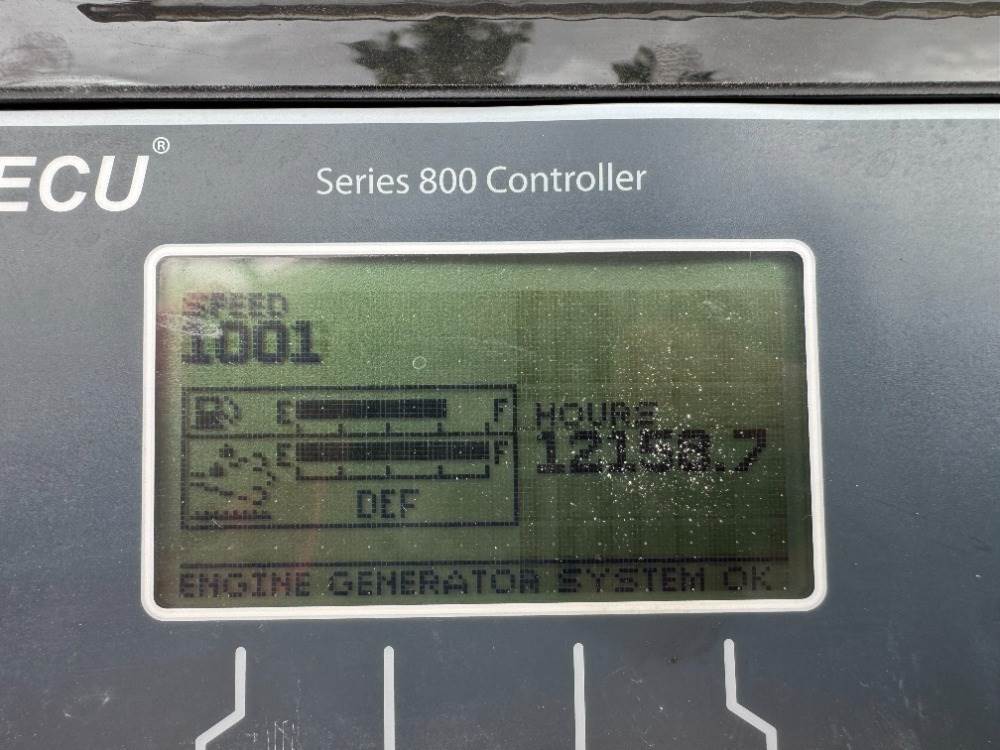 ECU®
Series 800 Controller
SPEED
1001
E F
HOURS
E F
12158.7
DEF
ENGINE GENERATOR SYSTEM OK